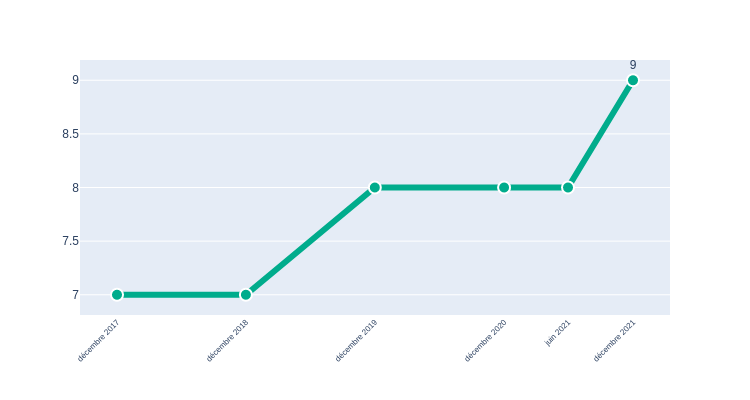 9
9
8.5
8
7.5
7
décembre 2017
décembre 2018
décembre 2019
décembre 2020
juin 2021
décembre 2021